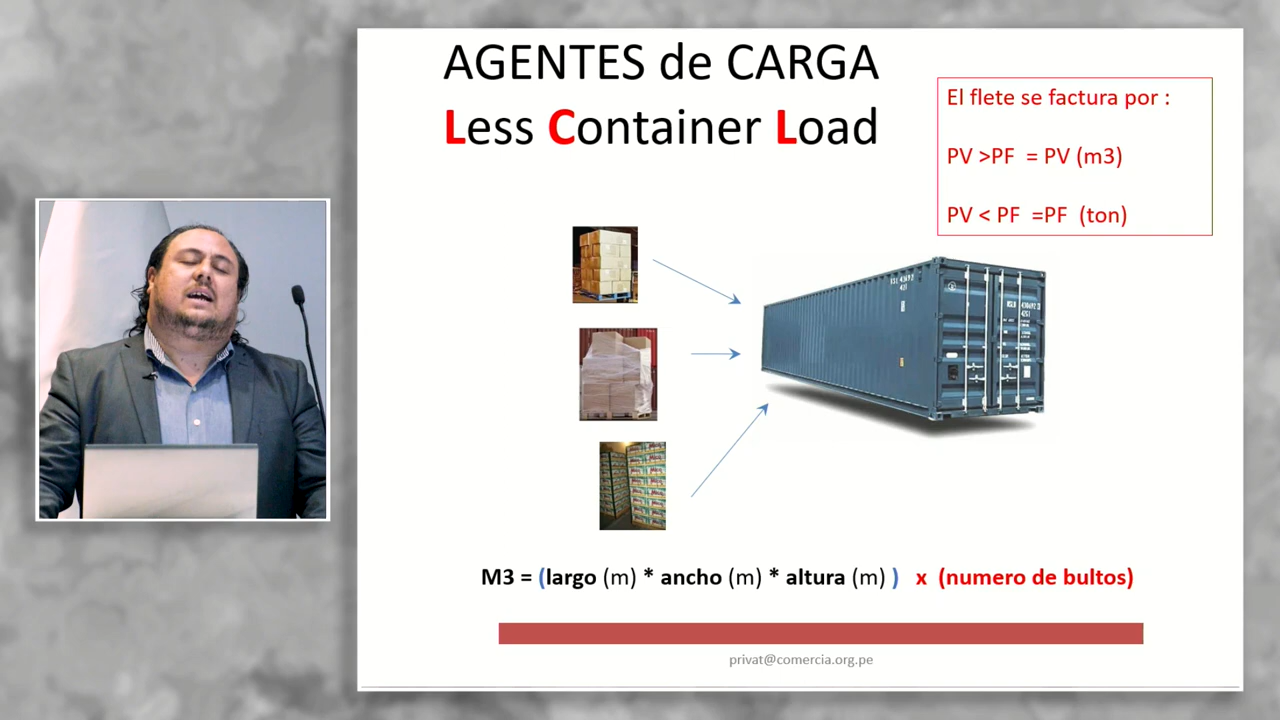 AGENTES de CARGA
Less Container Load
El flete se factura por :
PV >PF  = PV (m3)
PV < PF  =PF  (ton)
M3 = (largo (m) * ancho (m) * altura (m) )  x  (numero de bultos)
privat@comercia.org.pe